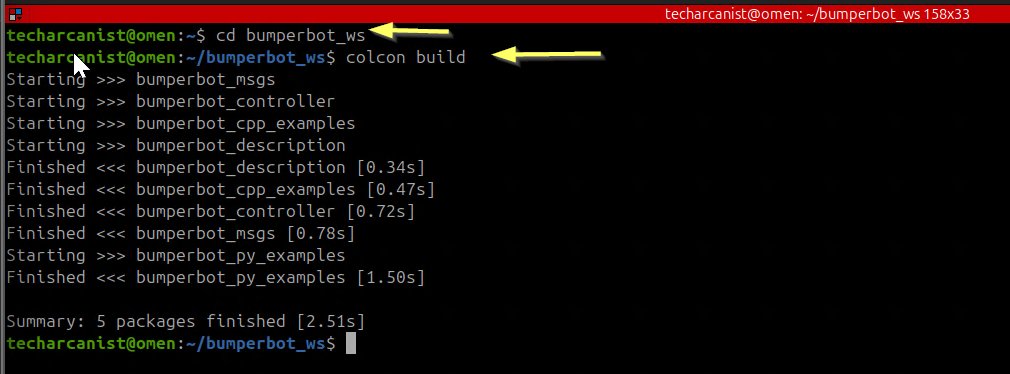 techarcanist@omen: ~/bumperbot_ws 158x33
techarcanist@omen:~$ cd bumperbot_ws
techarcanist@omen:~/bumperbot_ws$ colcon build
Starting >>> bumperbot_msgs
Starting >>> bumperbot_controller
Starting >>> bumperbot_cpp_examples
Starting >>> bumperbot_description
Finished <<< bumperbot_description [0.34s]
Finished <<< bumperbot_cpp_examples [0.47s]
Finished <<< bumperbot_controller [0.72s]
Finished <<< bumperbot_msgs [0.78s]
Starting >>> bumperbot_py_examples
Finished <<< bumperbot_py_examples [1.50s]
Summary: 5 packages finished [2.51s]
techarcanist@omen:~/bumperbot_ws$